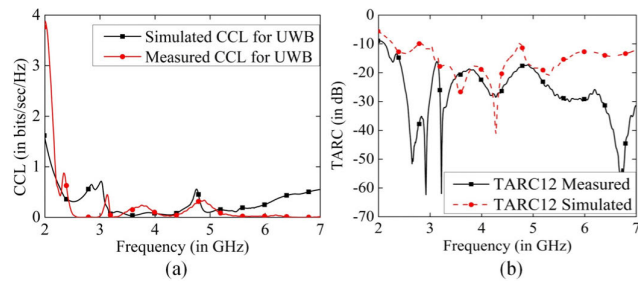 4
3
2
1
0
CCL (in bits/sec/Hz)
Simulated CCL for UWB
Measured CCL for UWB
2 3 4 5 6 7
Frequency (in GHz)
(a)
-10
-20
-30
-40
-50
-60
-70
TARC (in dB)
TARC12 Measured
TARC12 Simulated
2 3 4 5 6 7
Frequency (in GHz)
(b)